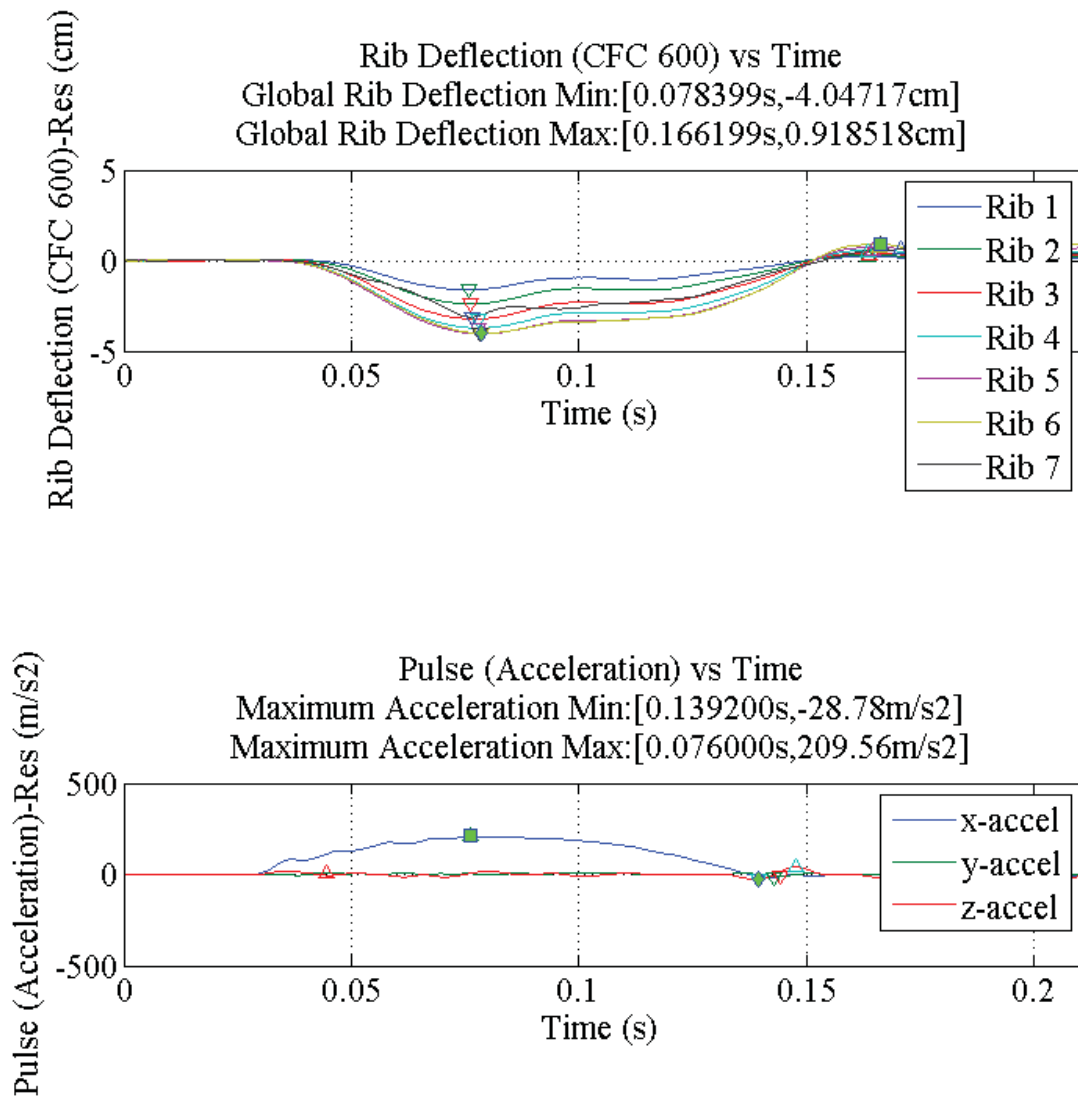 Rib Deflection (CFC 600) vs Time
Global Rib Deflection Min:[0.078399s,-4.04717cm]
Global Rib Deflection Max:[0.166199s,0.918518cm]
Rib Deflection (CFC 600)-Res (cm)
5
0
-5
0
0.05
0.1
0.15
Time (s)
Rib 1
Rib 2
Rib 3
Rib 4
Rib 5
Rib 6
Rib 7
Pulse (Acceleration) vs Time
Maximum Acceleration Min:[0.139200s,-28.78m/s2]
Maximum Acceleration Max:[0.076000s,209.56m/s2]
Pulse (Acceleration)-Res (m/s2)
500
0
-500
0
0.05
0.1
0.15
0.2
Time (s)
x-accel
y-accel
z-accel